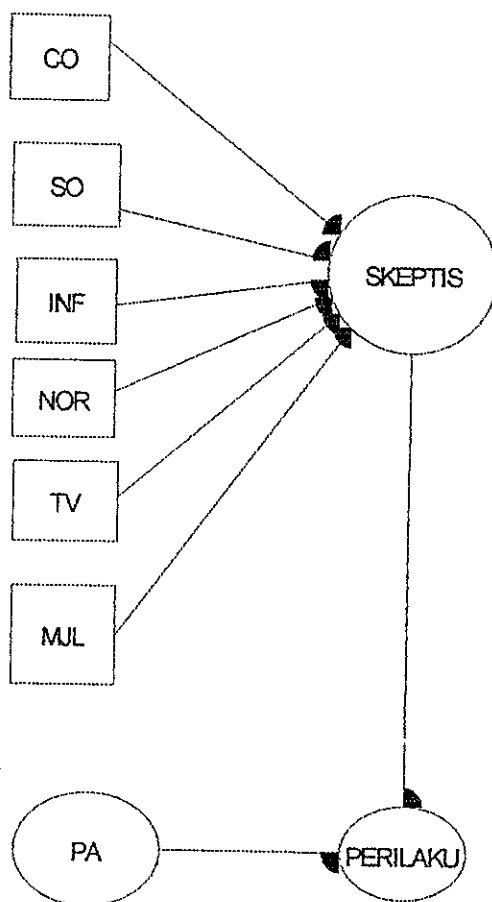 CO
SO
SKEPTIS
INF
NOR
TV
MJL
PA
PERILAKU